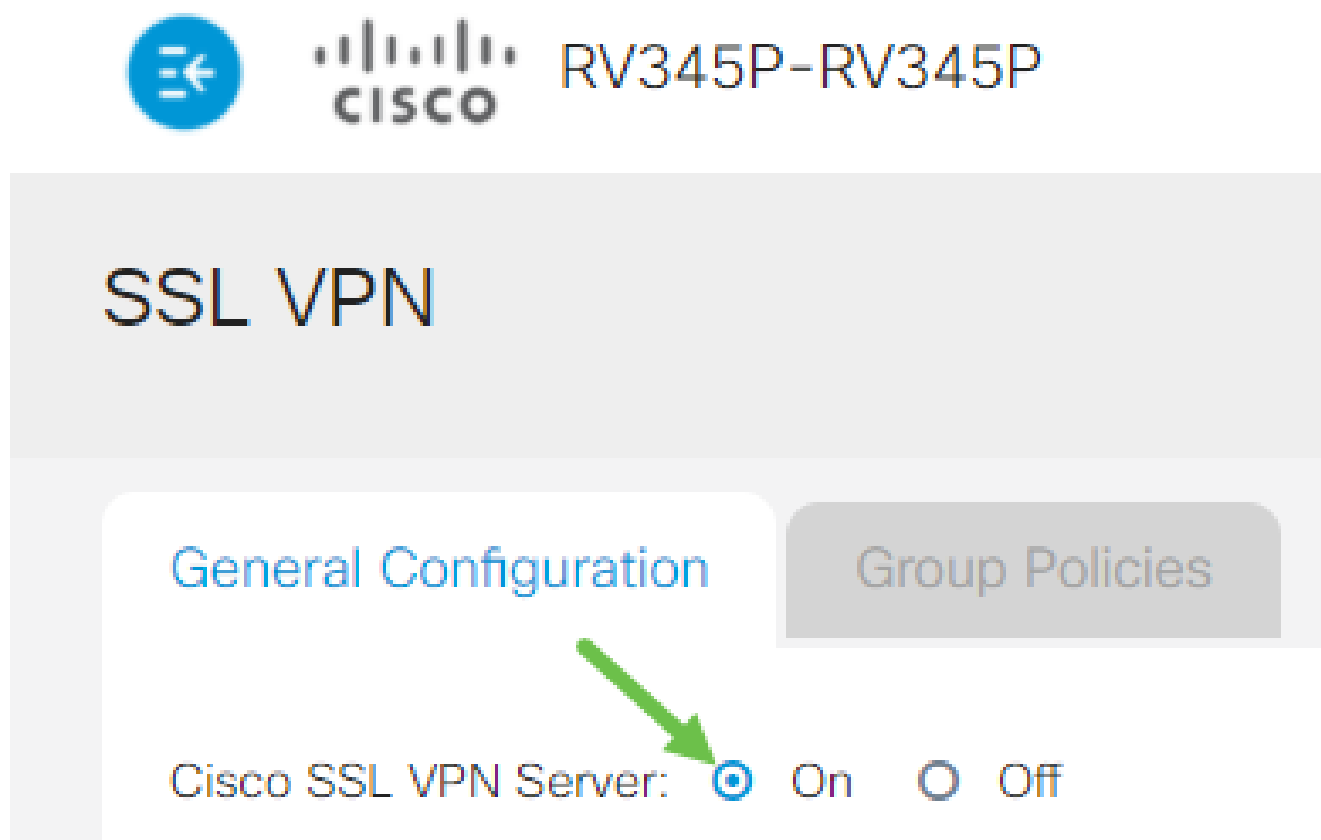 CISCO
RV345P-RV345P
SSL VPN
General Configuration
Group Policies
Cisco SSL VPN Server: On Off